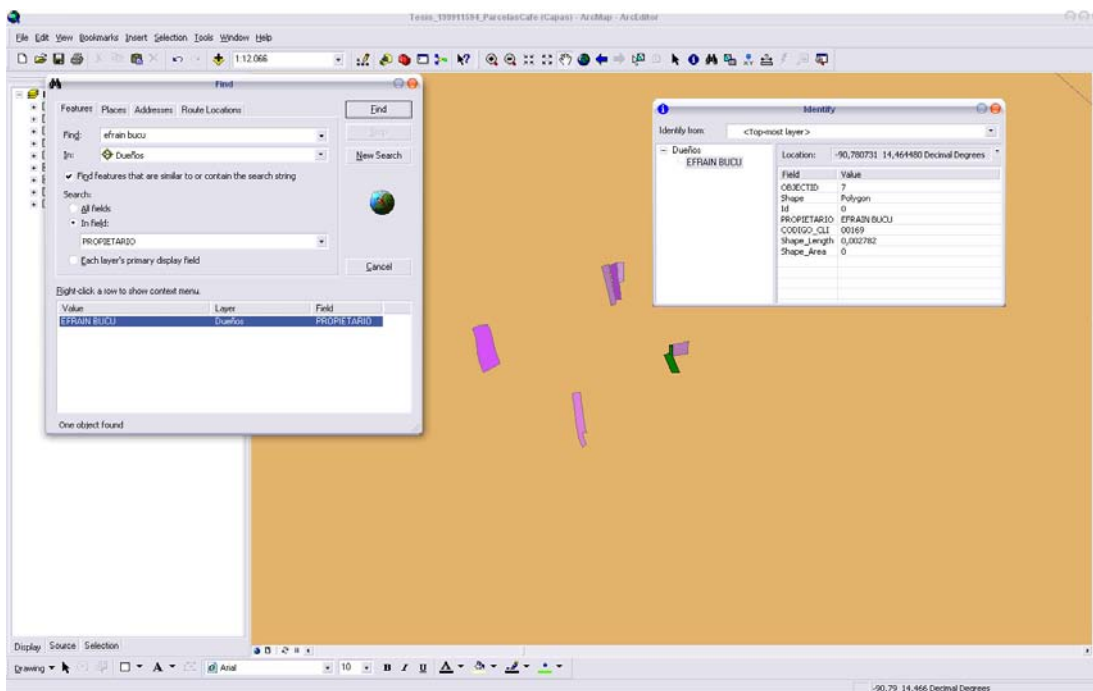 Tesis_199911594_ParcelasCafe (Capas) - ArcMap - ArcEditor
File Edit View Bookmarks Insert Selection Tools Window Help
1:12.066
Find
Features Places Addresses Route Locations
Find
Find: efrain bucu
Stop
In: Dueños
New Search
Find features that are similar to or contain the search string
Search:
All fields
In field:
PROPIETARIO
Each layer's primary display field
Cancel
Right-click a row to show context menu.
Value Layer Field
EFRAIN BUCU Dueños PROPIETARIO
One object found
Identify
Identify from: <Top-most layer>
Dueños
EFRAIN BUCU
Location: -90,780731 14,464480 Decimal Degrees
Field Value
OBJECTID 7
Shape Polygon
Id 0
PROPIETARIO EFRAIN BUCU
CODIGO_CLI 00169
Shape_Length 0,002782
Shape_Area 0
Display Source Selection
Drawing Arial 10 B I U A
-90,79 14,466 Decimal Degrees